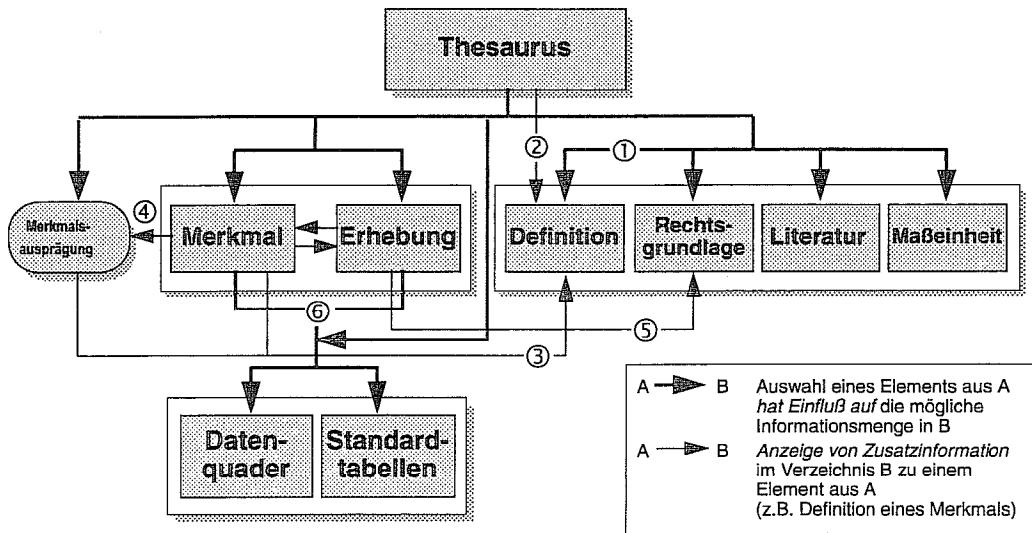 Thesaurus
②
①
④
Merkmals-
ausprägung
Merkmal
Erhebung
Definition
Rechts-
grundlage
Literatur
Maßeinheit
⑥
⑤
③
Daten-
quader
Standard-
tabellen
A B Auswahl eines Elements aus A
hat Einfluß auf die mögliche
Informationsmenge in B
A B Anzeige von Zusatzinformation
im Verzeichnis B zu einem
Element aus A
(z.B. Definition eines Merkmals)